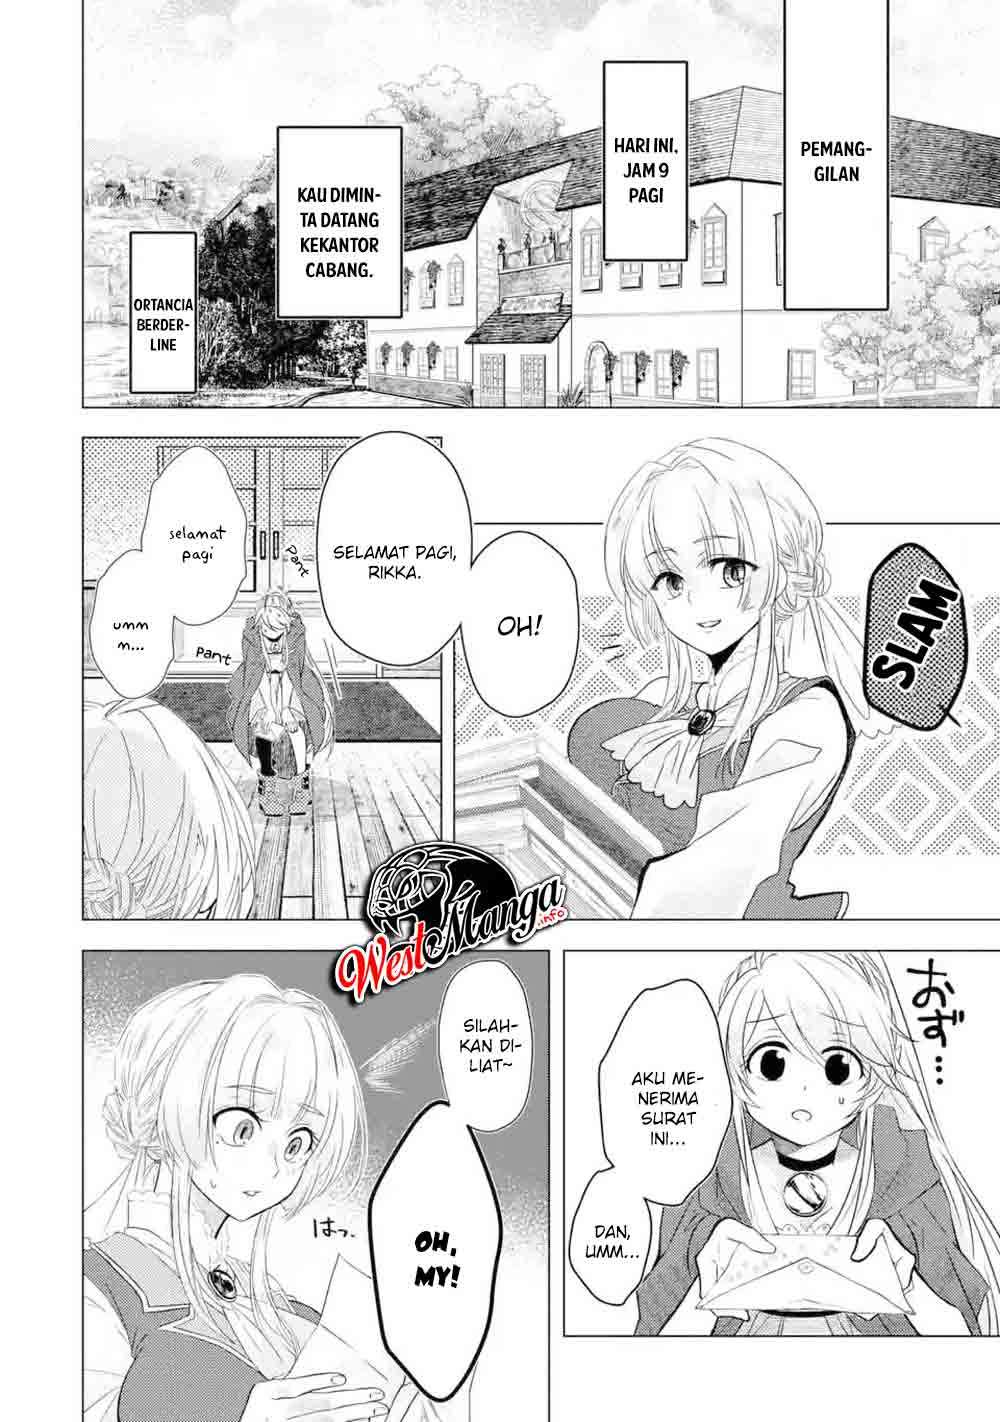 PEMANG-
GILAN
HARI INI,
JAM 9
PAGI
KAU DIMIN-
TA DATANG
KEKANTOR
CABANG.
ORTANCIA
BERDER-
LINE
SLAM
OH!
SELAMAT PAGI,
RIKKA.
Pant
Pant
selamat
pagi
umm
m...
おず…
AKU ME-
NERIMA
SURAT
INI...
DAN,
UMM...
SILAH-
KAN DI-
LIAT~
はっ
OH,
MY!
WestManga
.info